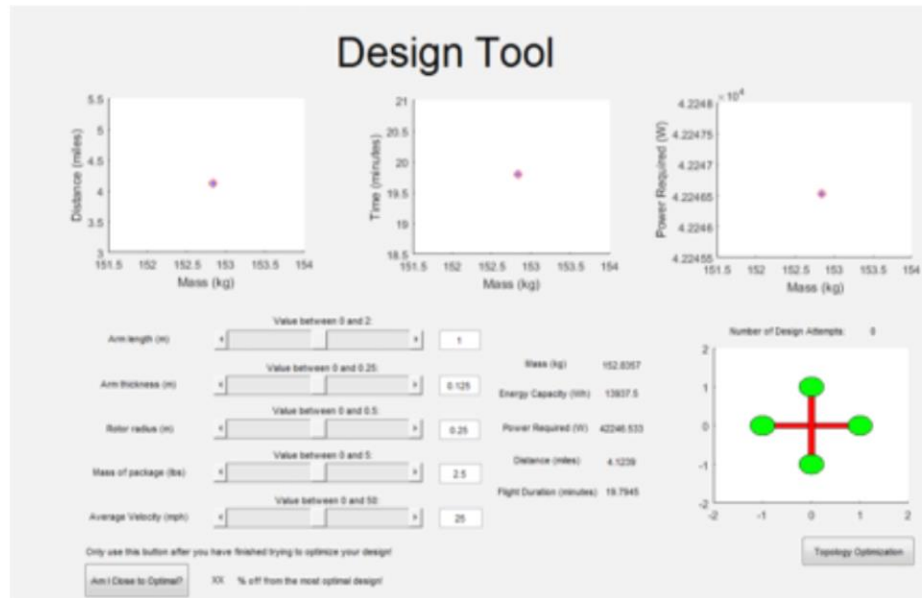 Design Tool
5.5
5
4.5
4
3.5
3
Distance (miles)
151.5 152 152.5 153 153.5 154
Mass (kg)
21
20.5
20
19.5
19
18.5
Time (minutes)
151.5 152 152.5 153 153.5 154
Mass (kg)
4.2248 × 10⁴
4.22475
4.2247
4.22465
4.2246
4.22455
Power Required (W)
151.5 152 152.5 153 153.5 154
Mass (kg)
Value between 0 and 2:
Arm length (m) 1
Value between 0 and 0.25:
Arm thickness (m) 0.125
Value between 0 and 0.5:
Rotor radius (m) 0.25
Value between 0 and 5:
Mass of package (lbs) 2.5
Value between 0 and 50:
Average Velocity (mph) 25
Mass (kg) 152.8357
Energy Capacity (Wh) 13937.5
Power Required (W) 42246.533
Distance (miles) 4.1239
Flight Duration (minutes) 19.7945
Number of Design Attempts: 0
2
1
0
-1
-2
-2 -1 0 1 2
Topology Optimization
Only use this button after you have finished trying to optimize your design!
Am I Close to Optimal? XX % off from the most optimal design!